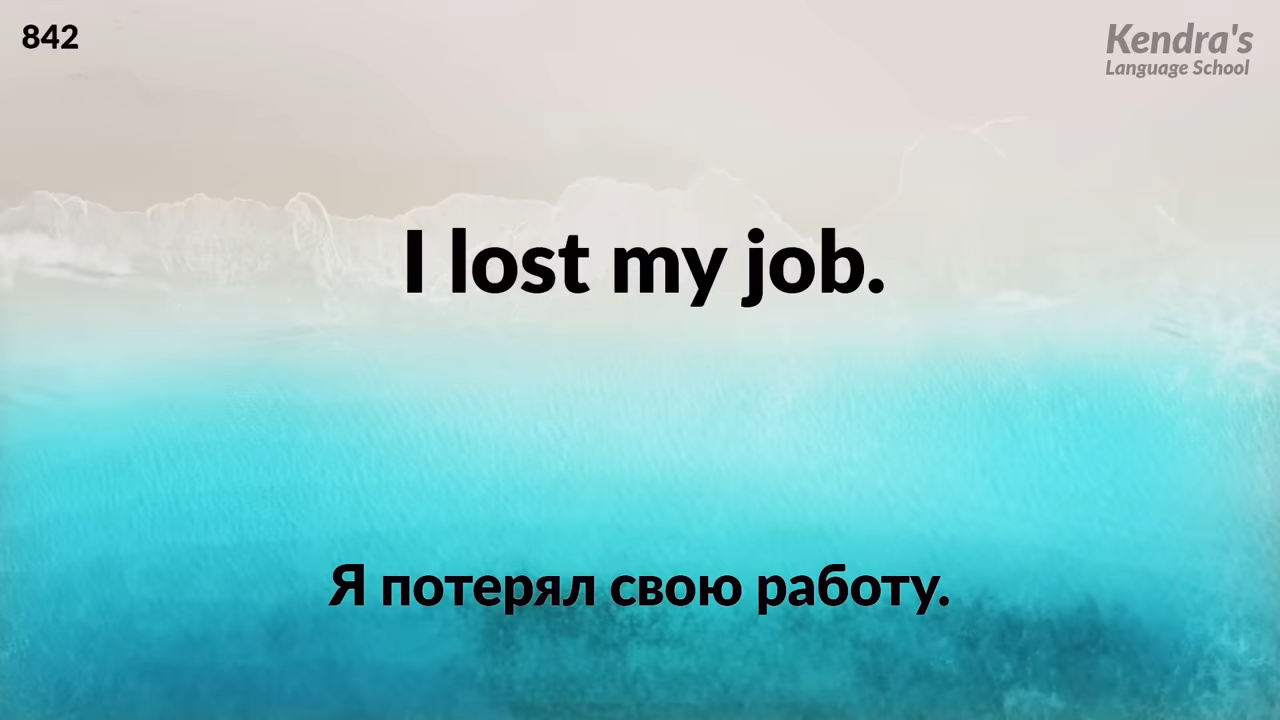 842
Kendra's
Language School
I lost my job.
Я потерял свою работу.